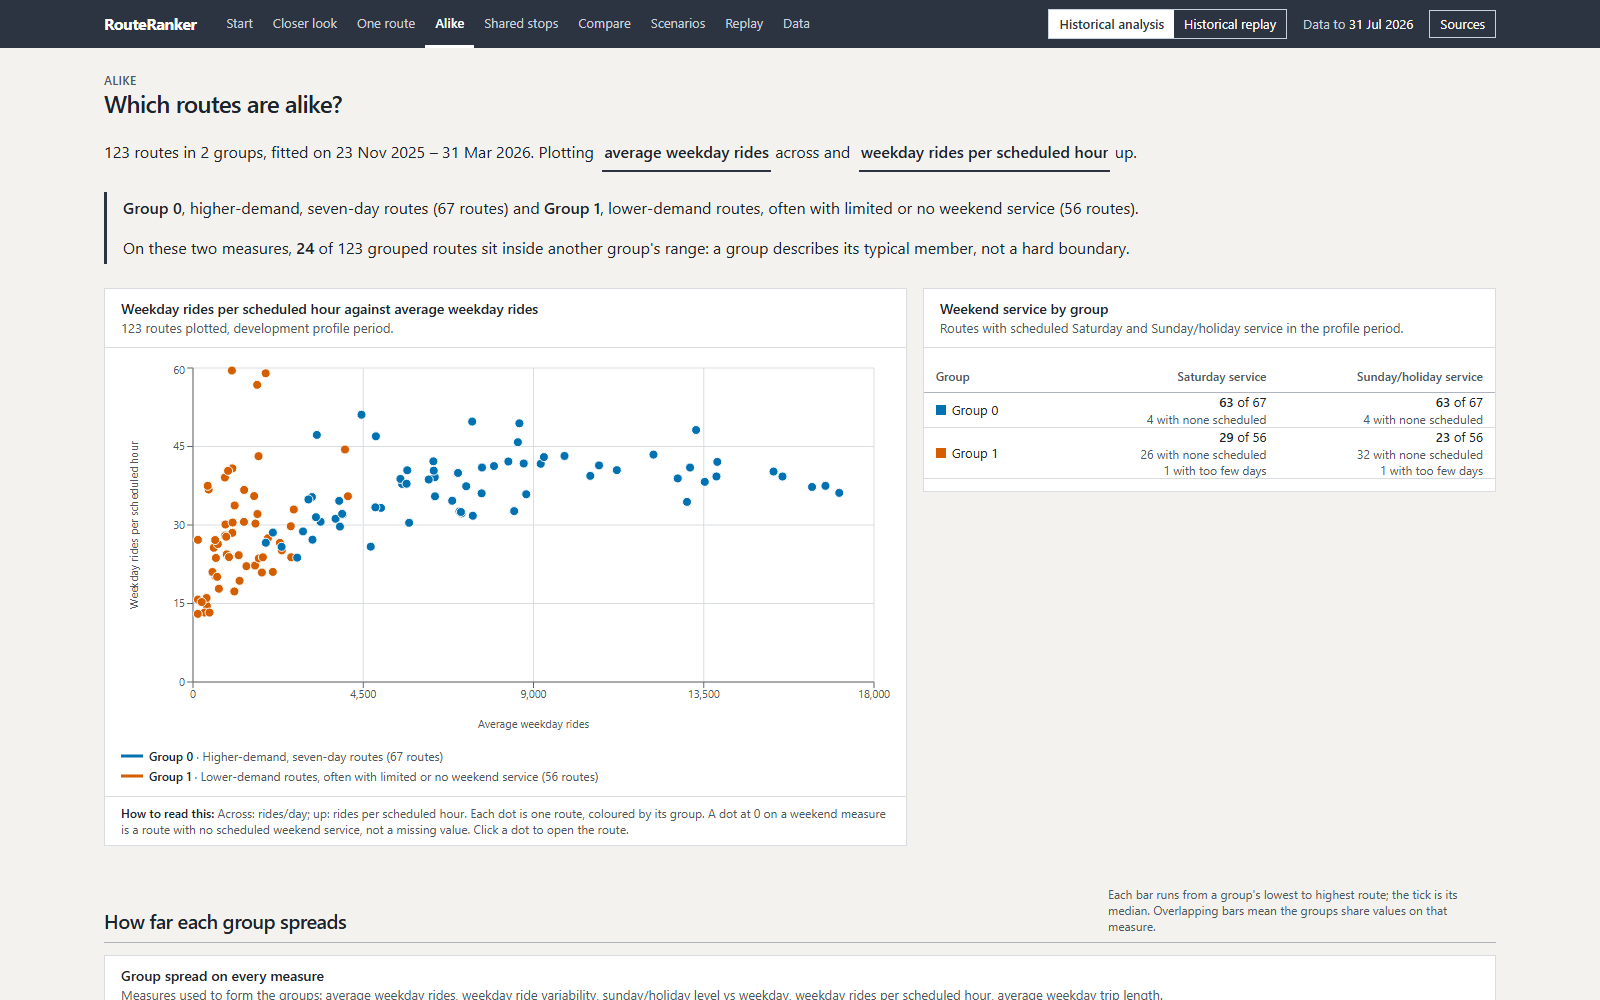 RouteRanker Start Closer look One route Alike Shared stops Compare Scenarios Replay Data Historical analysis Historical replay Data to 31 Jul 2026 Sources
ALIKE
Which routes are alike?
123 routes in 2 groups, fitted on 23 Nov 2025 – 31 Mar 2026. Plotting average weekday rides across and weekday rides per scheduled hour up.
Group 0, higher-demand, seven-day routes (67 routes) and Group 1, lower-demand routes, often with limited or no weekend service (56 routes).
On these two measures, 24 of 123 grouped routes sit inside another group's range: a group describes its typical member, not a hard boundary.
Weekday rides per scheduled hour against average weekday rides
123 routes plotted, development profile period.
60
45
30
15
0
Weekday rides per scheduled hour
0 4,500 9,000 13,500 18,000
Average weekday rides
Group 0 · Higher-demand, seven-day routes (67 routes)
Group 1 · Lower-demand routes, often with limited or no weekend service (56 routes)
How to read this: Across: rides/day; up: rides per scheduled hour. Each dot is one route, coloured by its group. A dot at 0 on a weekend measure
is a route with no scheduled weekend service, not a missing value. Click a dot to open the route.
Weekend service by group
Routes with scheduled Saturday and Sunday/holiday service in the profile period.
Group Saturday service Sunday/holiday service
Group 0 63 of 67 63 of 67
4 with none scheduled 4 with none scheduled
Group 1 29 of 56 23 of 56
26 with none scheduled 32 with none scheduled
1 with too few days 1 with too few days
How far each group spreads
Each bar runs from a group's lowest to highest route; the tick is its
median. Overlapping bars mean the groups share values on that
measure.
Group spread on every measure
Measures used to form the groups: average weekday rides, weekday ride variability, sunday/holiday level vs weekday, weekday rides per scheduled hour, average weekday trip length.